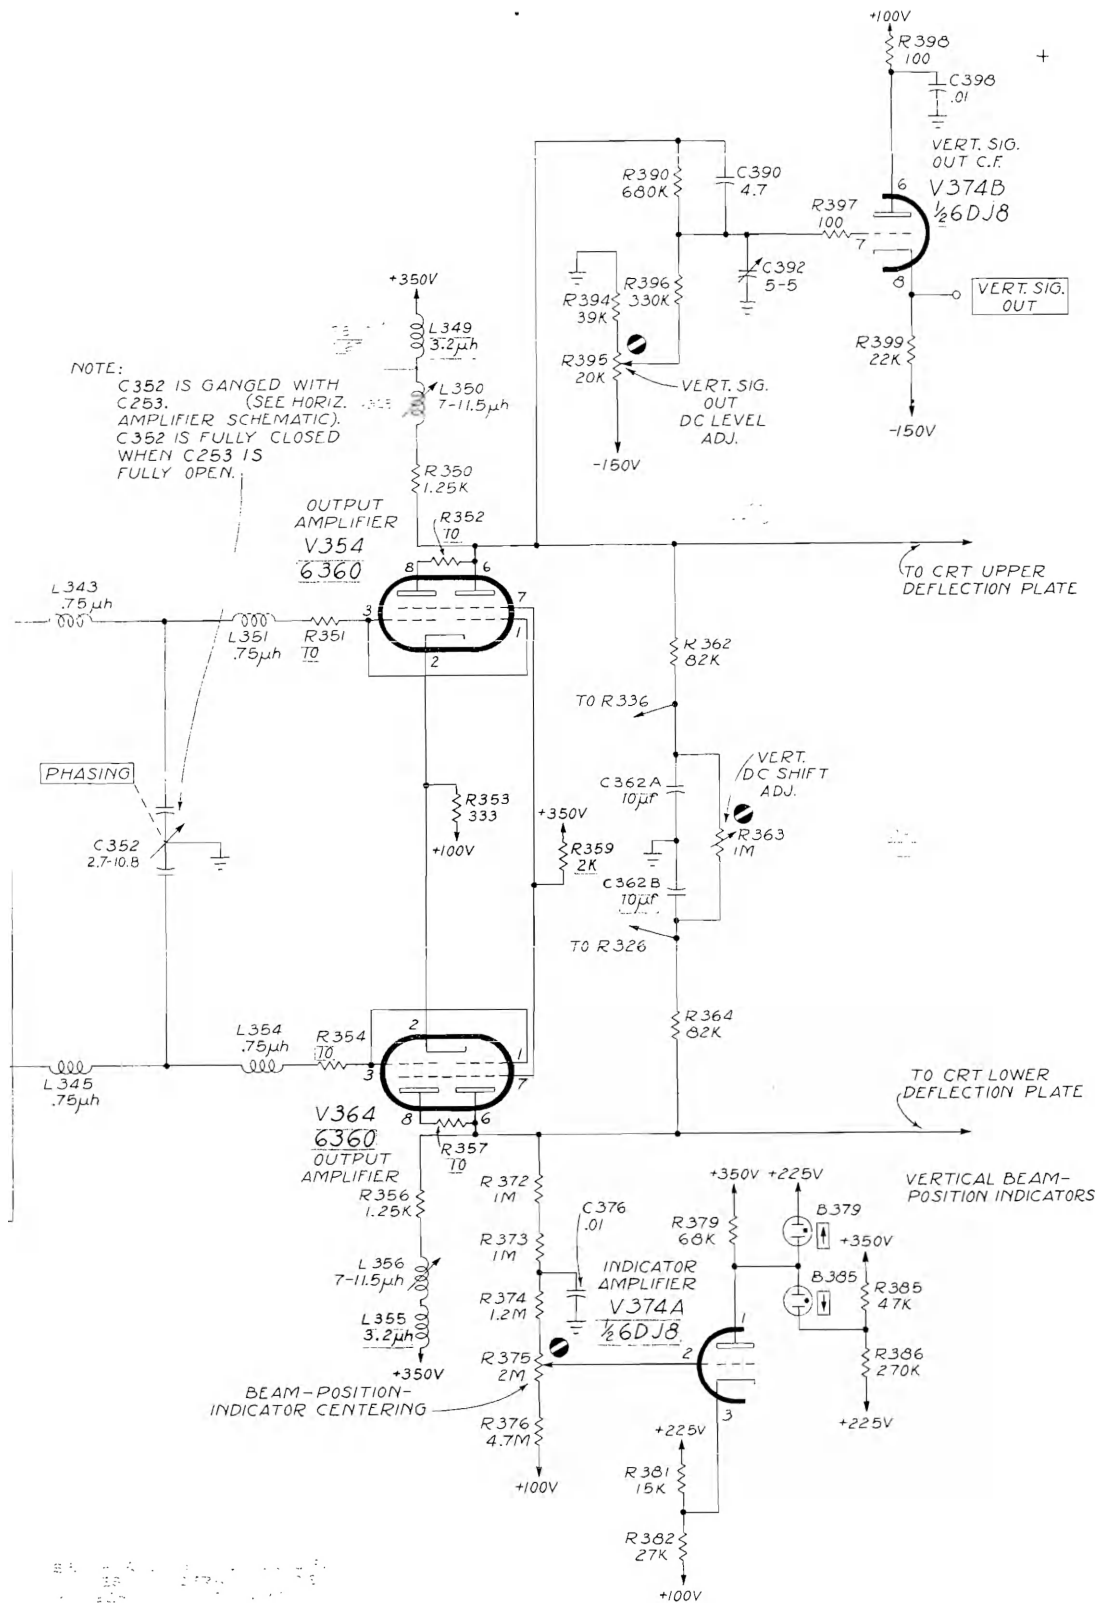 +100V
R398
100
C398
.01
VERT. SIG.
OUT C.F.
V374B
½6DJ8
6
7
8
R390
680K
C390
4.7
R397
100
C392
5-5
R394
39K
R396
330K
R395
20K
VERT. SIG.
OUT
DC LEVEL
ADJ.
-150V
VERT. SIG.
OUT
R399
22K
-150V
+350V
L349
3.2µh
L350
7-11.5µh
R350
1.25K
NOTE:
C352 IS GANGED WITH
C253. (SEE HORIZ.
AMPLIFIER SCHEMATIC).
C352 IS FULLY CLOSED
WHEN C253 IS
FULLY OPEN.
OUTPUT
AMPLIFIER
V354
6360
R352
10
8
6
7
1
3
2
L343
.75µh
L351
.75µh
R351
10
TO CRT UPPER
DEFLECTION PLATE
R362
82K
TO R336
VERT.
DC SHIFT
ADJ.
C362A
10µf
R363
1M
C362B
10µf
TO R326
R364
82K
PHASING
C352
2.7-10.8
R353
333
+100V
+350V
R359
2K
L354
.75µh
R354
10
L345
.75µh
2
3
1
7
8
6
V364
6360
OUTPUT
AMPLIFIER
R357
10
R356
1.25K
L356
7-11.5µh
L355
3.2µh
+350V
TO CRT LOWER
DEFLECTION PLATE
R372
1M
R373
1M
C376
.01
R374
1.2M
R375
2M
BEAM-POSITION-
INDICATOR CENTERING
R376
4.7M
+100V
INDICATOR
AMPLIFIER
V374A
½6DJ8
1
2
3
+350V
R379
68K
+225V
VERTICAL BEAM-
POSITION INDICATORS
B379
B385
+350V
R385
47K
R386
270K
+225V
+225V
R381
15K
R382
27K
+100V